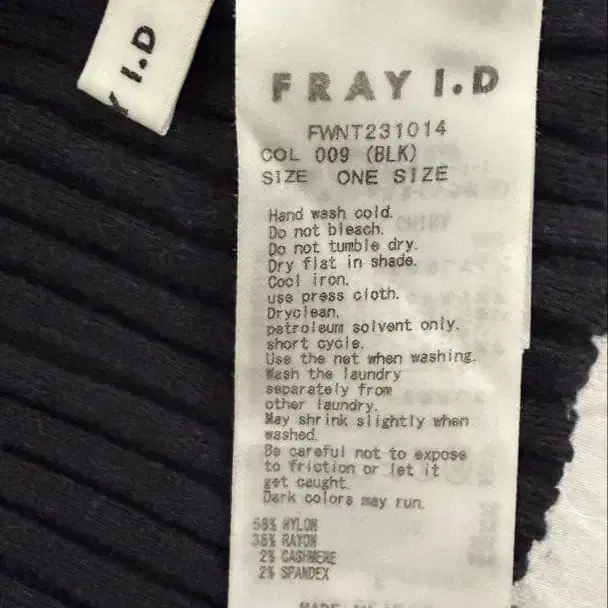 Y I.D
FRAY I.D
FWNT231014
COL 009 (BLK)
SIZE ONE SIZE
Hand wash cold.
Do not bleach.
Do not tumble dry.
Dry flat in shade.
Cool iron.
use press cloth.
Dryclean.
petroleum solvent only.
short cycle.
Use the net when washing.
Wash the laundry
separately from
other laundry.
May shrink slightly when
washed.
Be careful not to expose
to friction or let it
get caught.
Dark colors may run.
58% NYLON
38% RAYON
2% CASHMERE
2% SPANDEX
MADE